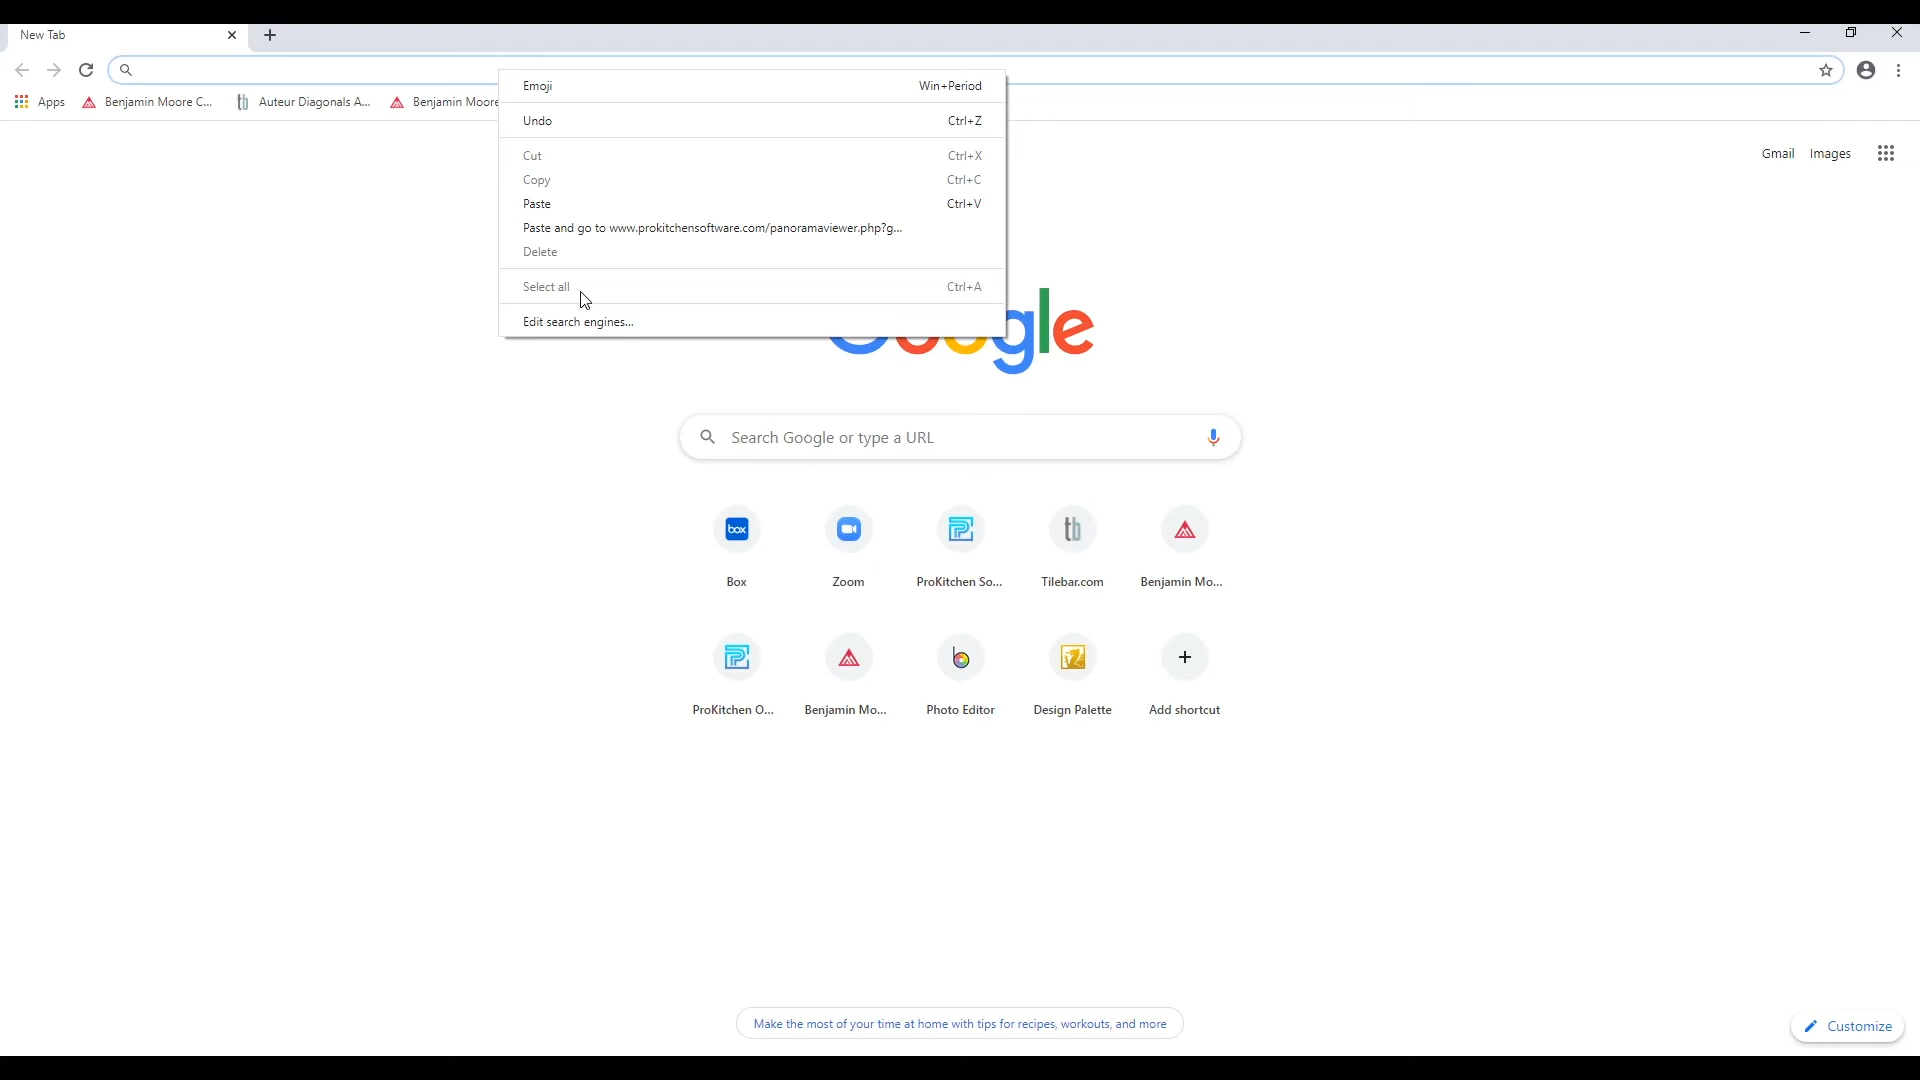 New Tab
Apps
Benjamin Moore C...
Auteur Diagonals A...
Benjamin Moore
Emoji Win+Period
Undo Ctrl+Z
Cut Ctrl+X
Copy Ctrl+C
Paste Ctrl+V
Paste and go to www.prokitchensoftware.com/panoramaviewer.php?g...
Delete
Select all Ctrl+A
Edit search engines...
Gmail Images
gle
Search Google or type a URL
box
tb
Box
Zoom
ProKitchen So...
Tilebar.com
Benjamin Mo...
ProKitchen O...
Benjamin Mo...
Photo Editor
Design Palette
Add shortcut
Make the most of your time at home with tips for recipes, workouts, and more
Customize